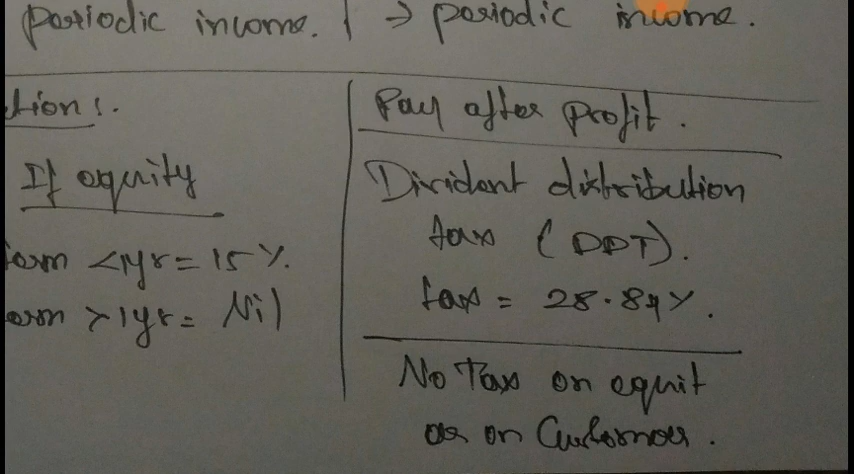 Periodic income. | → periodic income.
tion:.
If equity
term < 1yr = 15%.
erm > 1yr = Nil
Pay after profit.
Divident distribution
tax (DDT).
tax = 28.84%.
No Tax on equit
or on Customer.